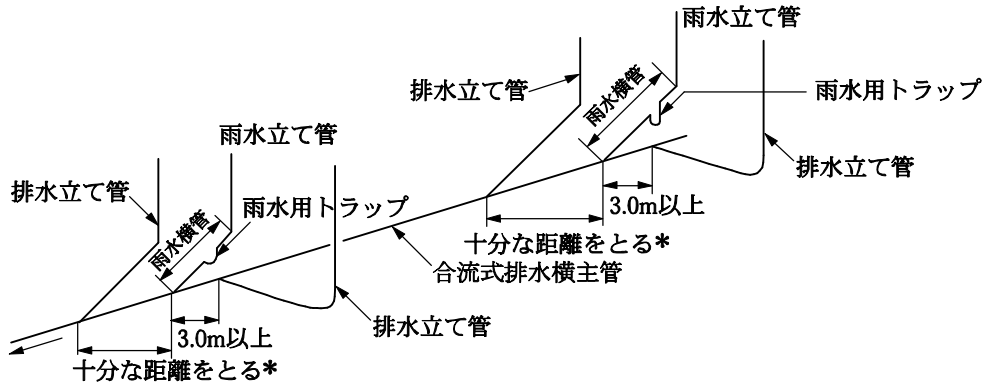 雨水立て管
排水立て管
雨水横管
雨水用トラップ
排水立て管
3.0m以上
十分な距離をとる*
合流式排水横主管
雨水立て管
排水立て管
雨水横管
雨水用トラップ
排水立て管
3.0m以上
十分な距離をとる*